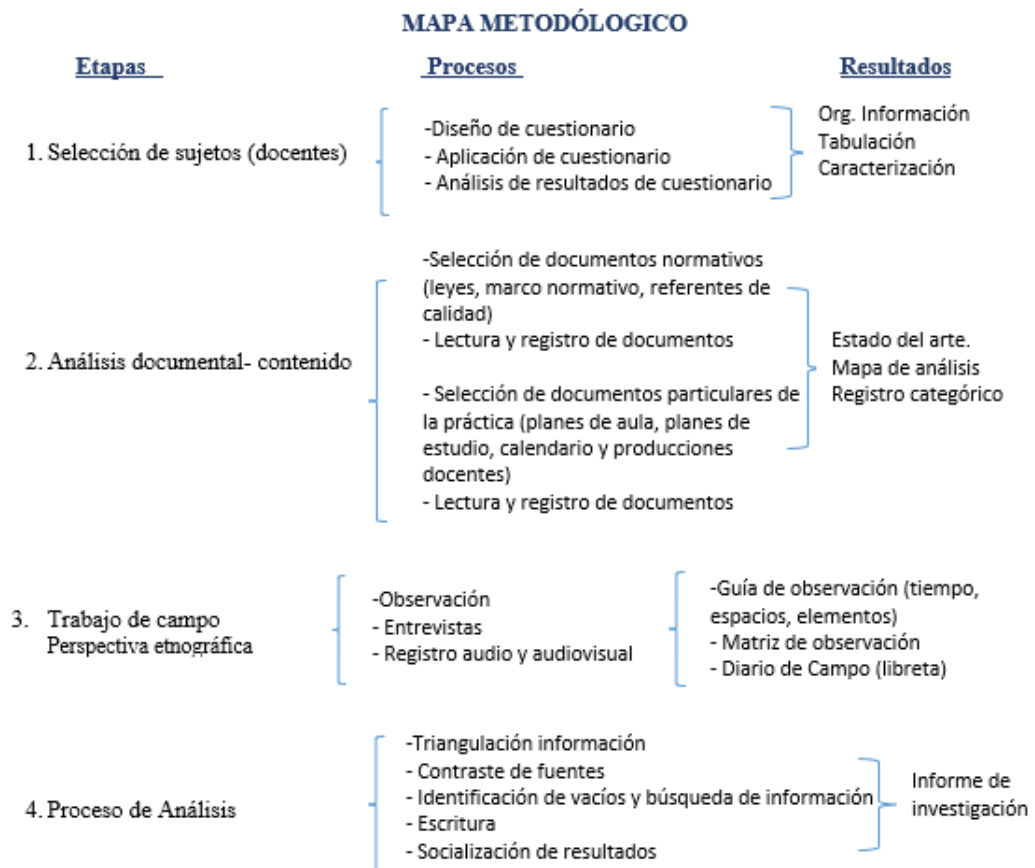 MAPA METODÓLOGICO
Etapas
Procesos
Resultados
1. Selección de sujetos (docentes)
-Diseño de cuestionario
- Aplicación de cuestionario
- Análisis de resultados de cuestionario
Org. Información
Tabulación
Caracterización
2. Análisis documental- contenido
-Selección de documentos normativos
(leyes, marco normativo, referentes de
calidad)
- Lectura y registro de documentos
- Selección de documentos particulares de
la práctica (planes de aula, planes de
estudio, calendario y producciones
docentes)
- Lectura y registro de documentos
Estado del arte.
Mapa de análisis
Registro categórico
3. Trabajo de campo
Perspectiva etnográfica
-Observación
- Entrevistas
- Registro audio y audiovisual
-Guía de observación (tiempo,
espacios, elementos)
- Matriz de observación
- Diario de Campo (libreta)
4. Proceso de Análisis
-Triangulación información
- Contraste de fuentes
- Identificación de vacíos y búsqueda de información
- Escritura
- Socialización de resultados
Informe de
investigación